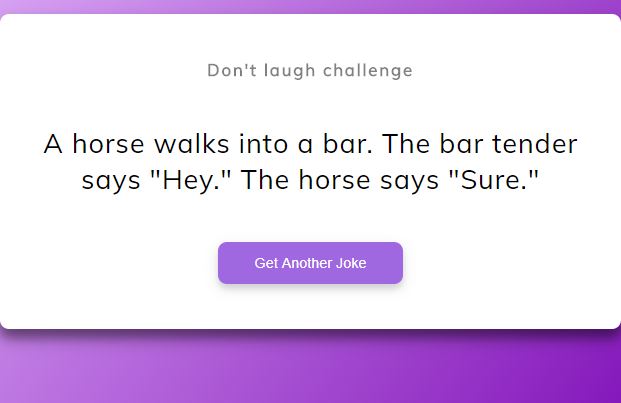 Don't laugh challenge
A horse walks into a bar. The bar tender
says "Hey." The horse says "Sure."
Get Another Joke